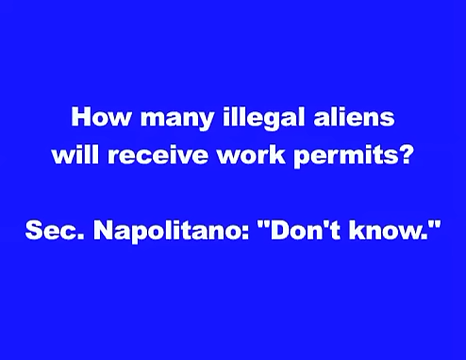 How many illegal aliens
will receive work permits?
Sec. Napolitano: "Don't know."